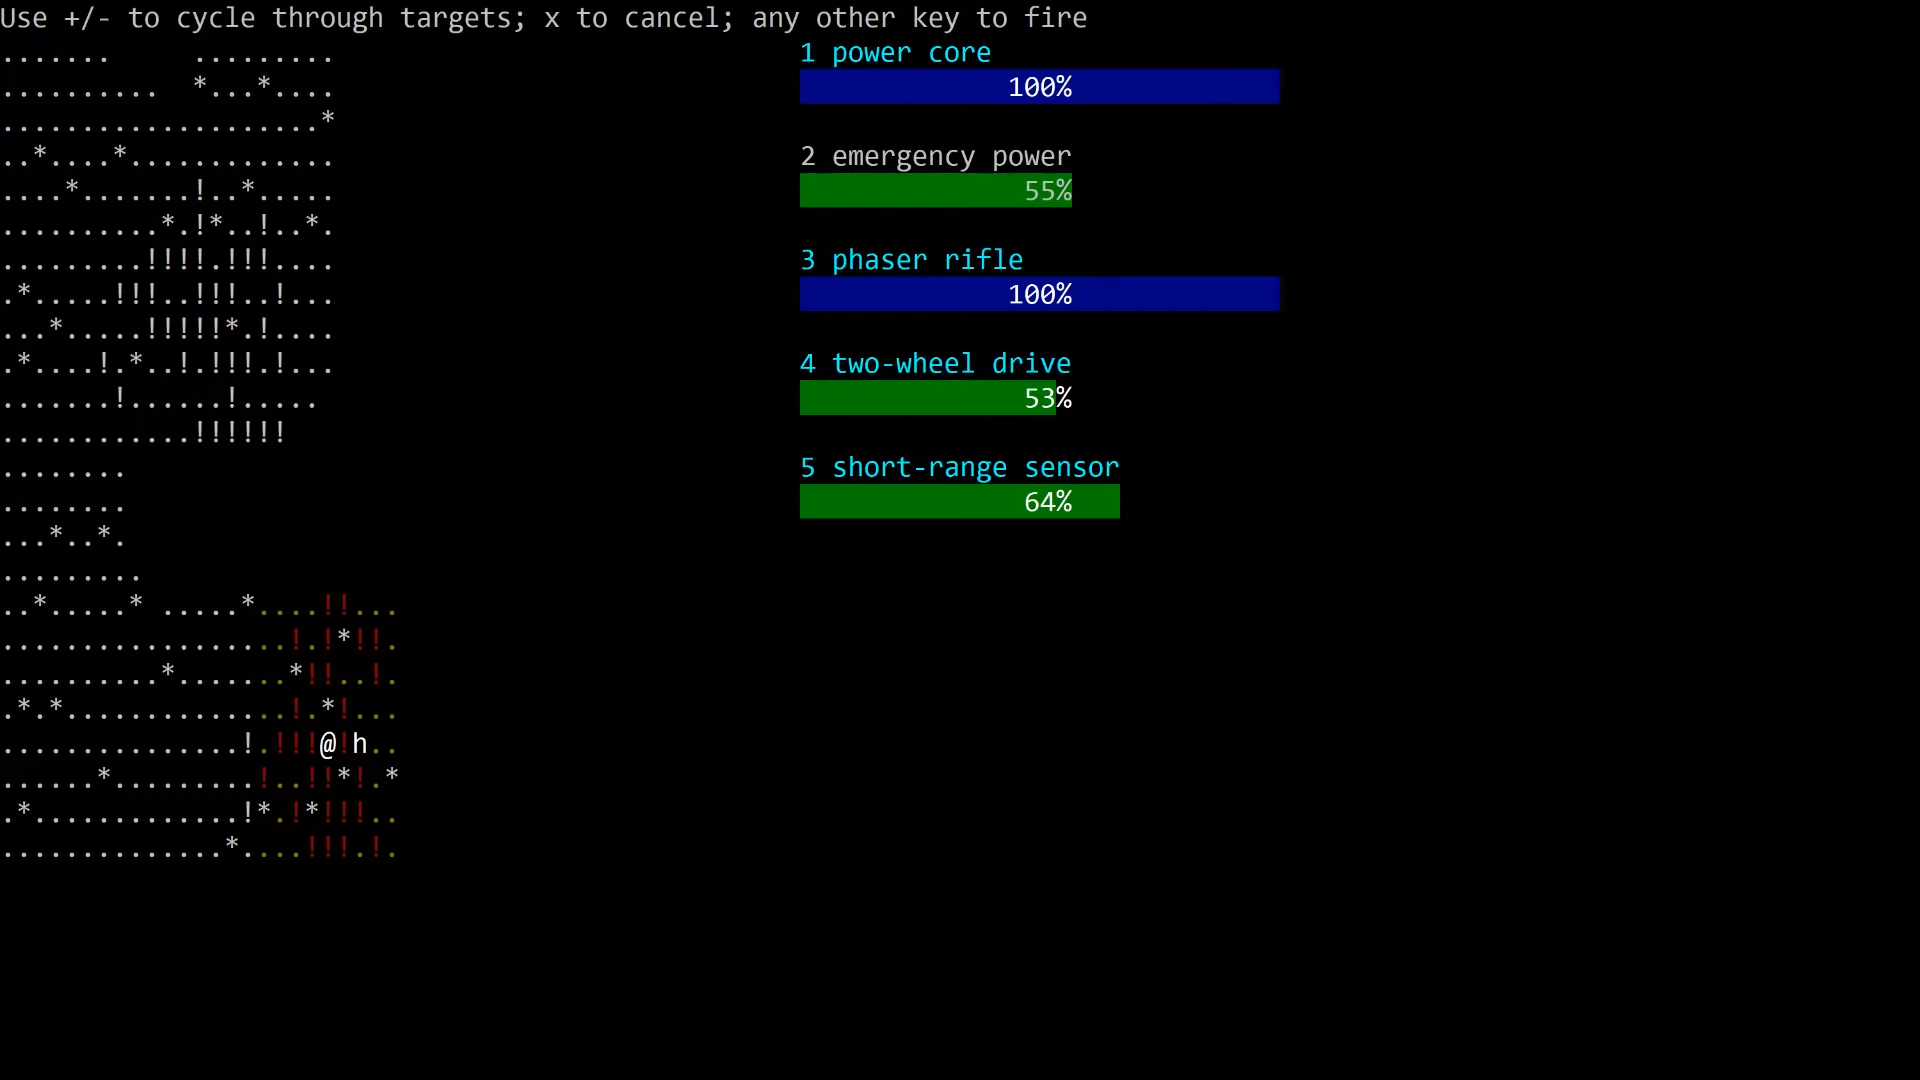 Use +/- to cycle through targets; x to cancel; any other key to fire
.......     ......... 1 power core
..........  *...*.... 100%
....................*
..*....*............. 2 emergency power
....*.......!..*..... 55%
..........*.!*..!..*.
.........!!!!.!!!.... 3 phaser rifle
.*.....!!!..!!!..!... 100%
...*.....!!!!!*.!....
.*....!.*..!.!!!.!... 4 two-wheel drive
.......!......!..... 53%
............!!!!!!
........ 5 short-range sensor
........ 64%
...*..*.
.........
..*.....* .....*....!!...
..................!.!*!!.
..........*.......*!!..!.
.*.*..............!.*!...
...............!.!!!@!h..
......*.........!..!!*!.*
.*.............!*.!*!!!..
..............*....!!!.!.